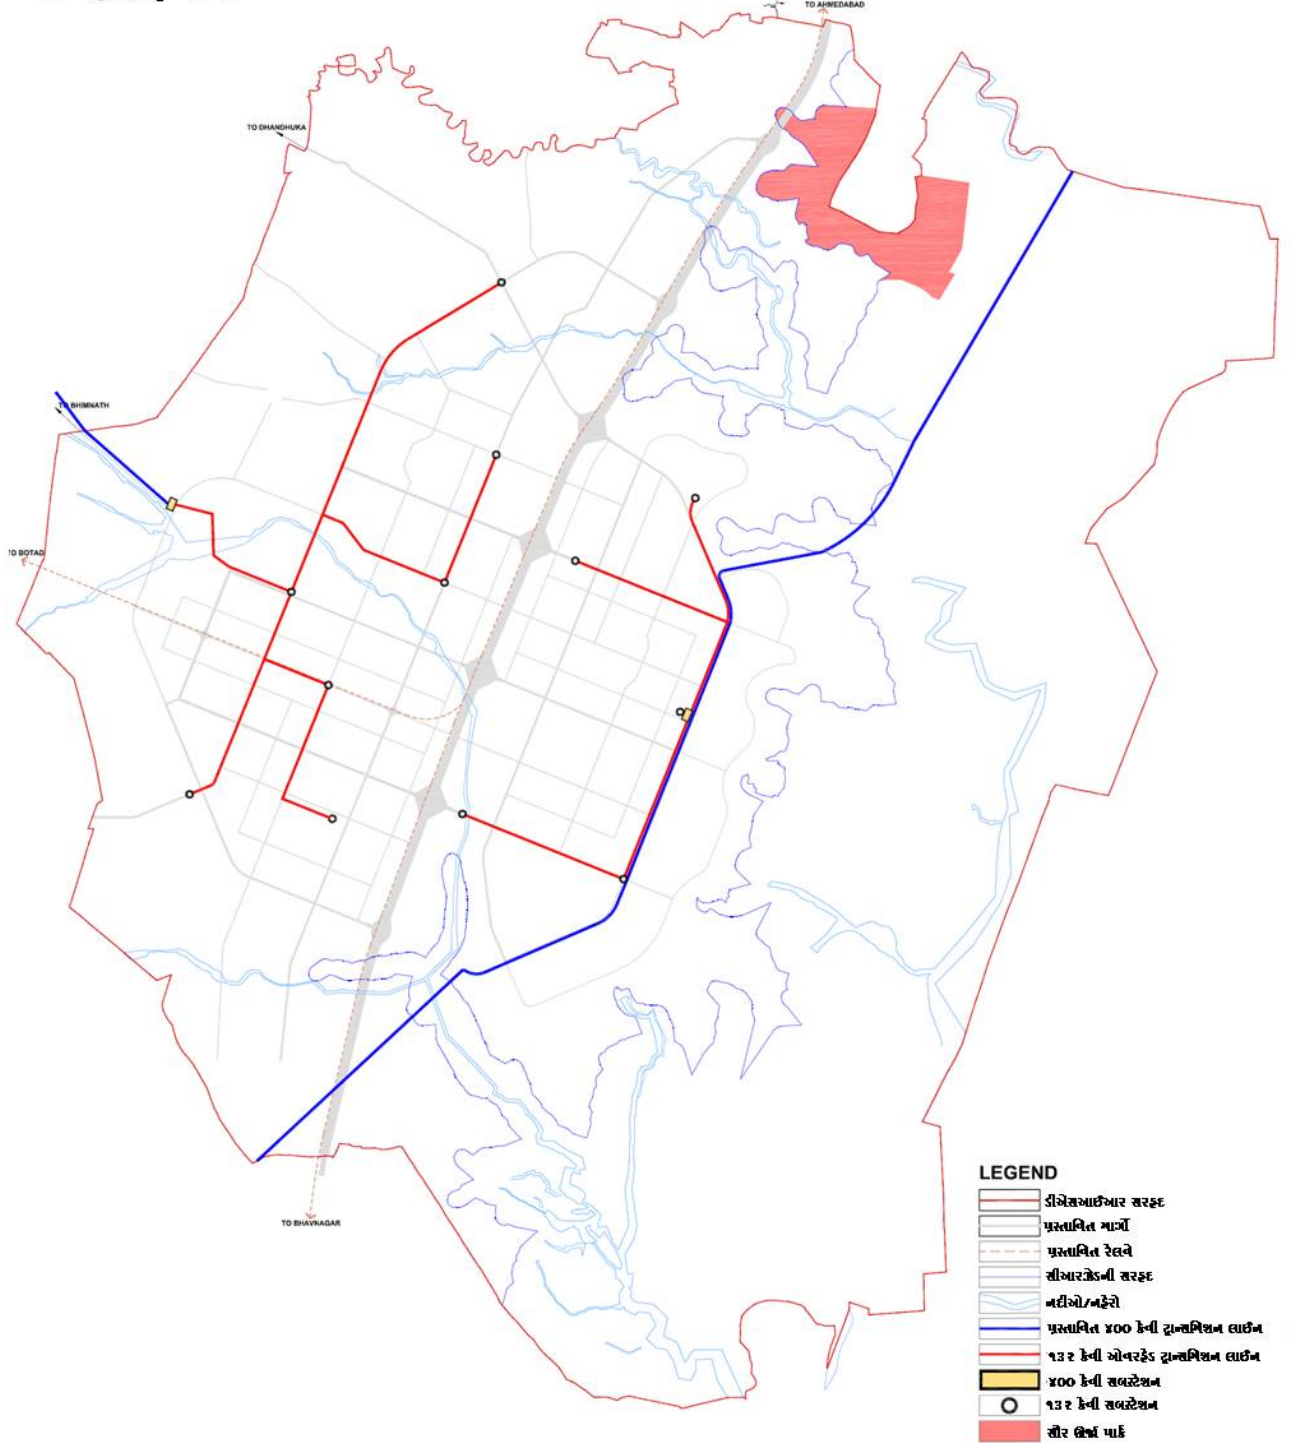 TO AHMEDABAD
TO DHANDHUKA
TO BHIMNATH
TO BOTAD
TO BHAVNAGAR
LEGEND
ડીએસઆઈઆર સરહદ
પ્રસ્તાવિત માર્ગો
પ્રસ્તાવિત રેલવે
સીઆરઝેડની સરહદ
નદીઓ/નહેરો
પ્રસ્તાવિત ૪૦૦ કેવી ટ્રાન્સમિશન લાઈન
૧૩૨ કેવી ઓવરહેડ ટ્રાન્સમિશન લાઈન
૪૦૦ કેવી સબસ્ટેશન
૧૩૨ કેવી સબસ્ટેશન
સૌર ઊર્જા પાર્ક